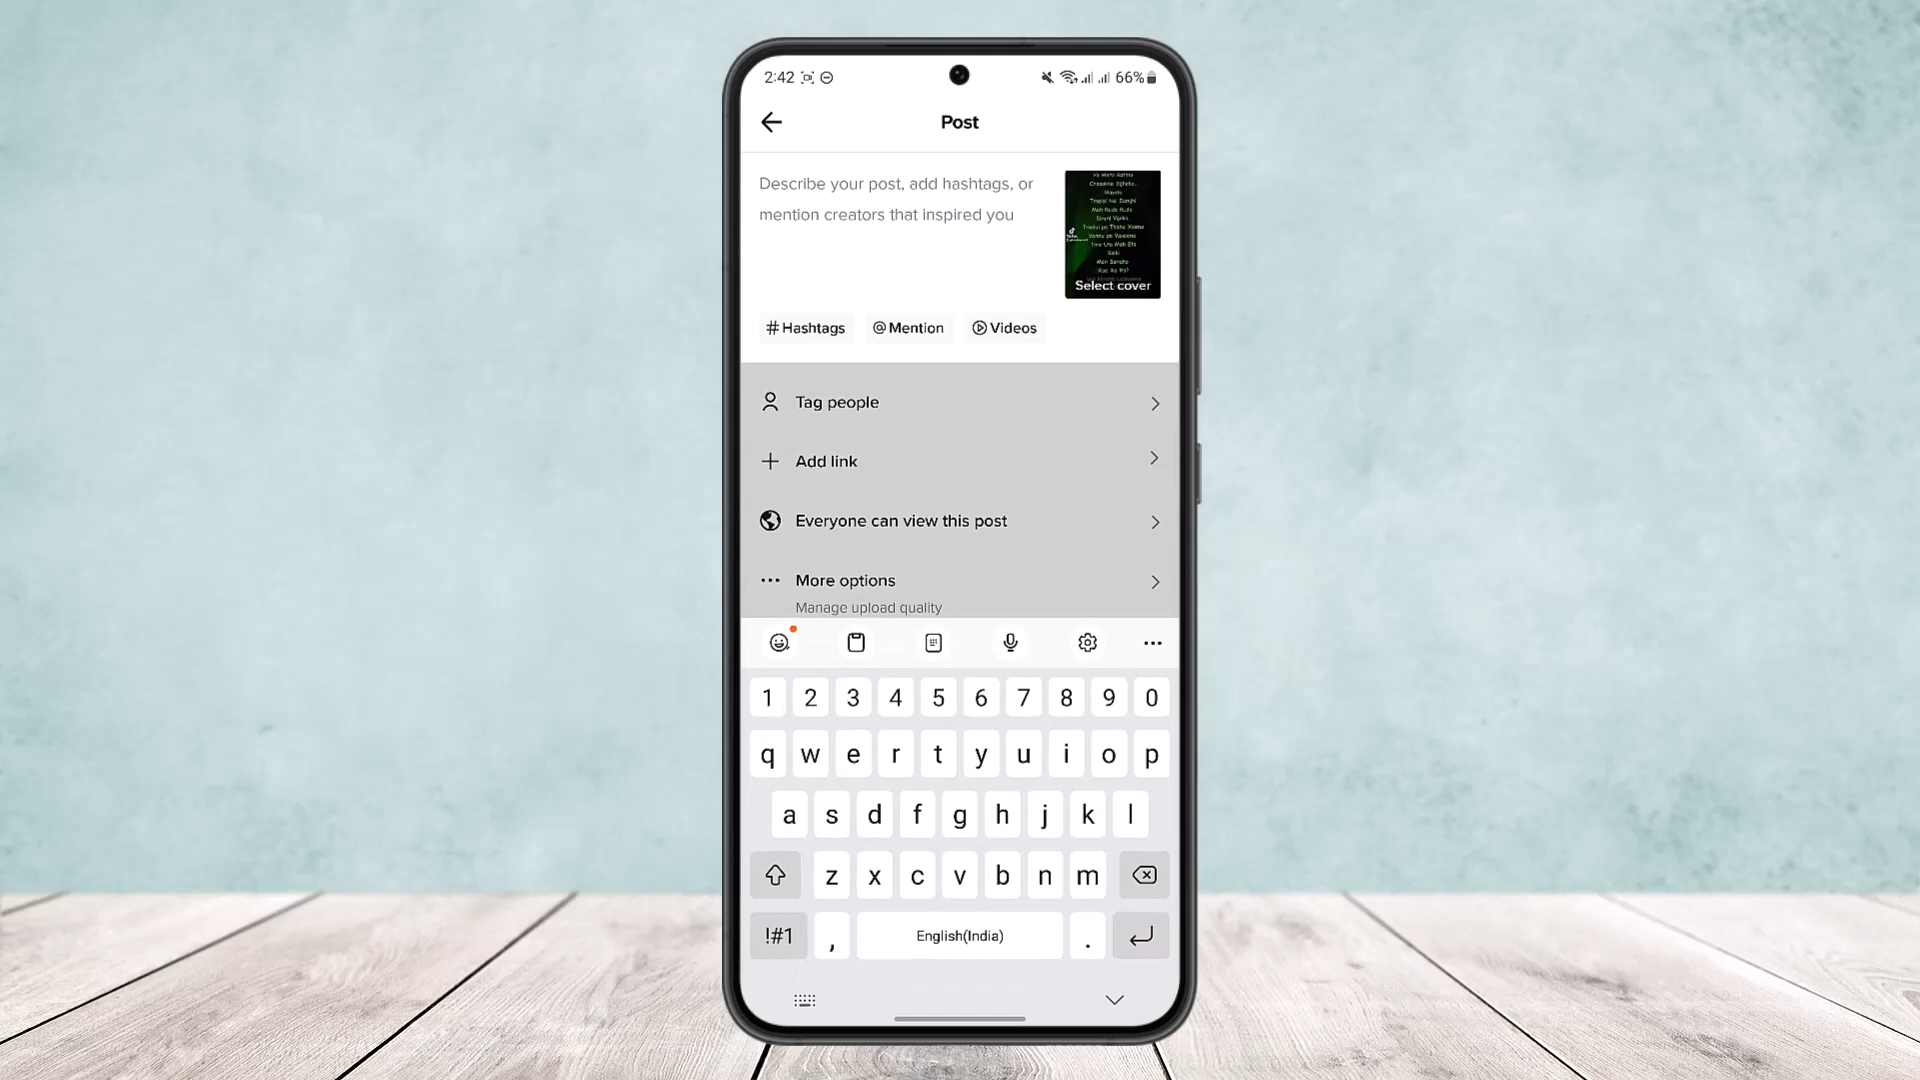 2:42
66%
Post
Describe your post, add hashtags, or
mention creators that inspired you
Select cover
#Hashtags @Mention Videos
Tag people
Add link
Everyone can view this post
More options
Manage upload quality
1 2 3 4 5 6 7 8 9 0
q w e r t y u i o p
a s d f g h j k l
z x c v b n m
!#1 , English(India) .